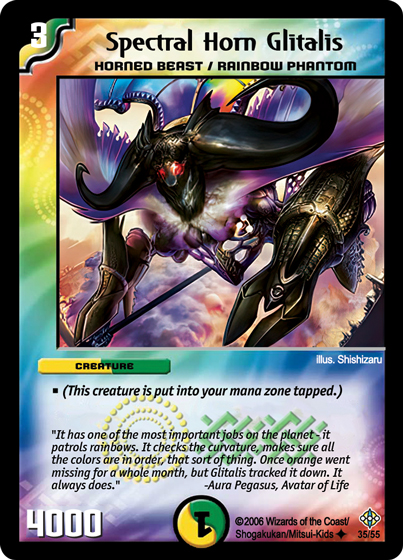 3
Spectral Horn Glitalis
HORNED BEAST / RAINBOW PHANTOM
illus. Shishizaru
CREATURE
▪ (This creature is put into your mana zone tapped.)
"It has one of the most important jobs on the planet - it
patrols rainbows. It checks the curvature, makes sure all
the colors are in order, that sort of thing. Once orange went
missing for a whole month, but Glitalis tracked it down. It
always does." -Aura Pegasus, Avatar of Life
4000
1
©2006 Wizards of the Coast/
Shogakukan/Mitsui-Kids ✦ 35/55